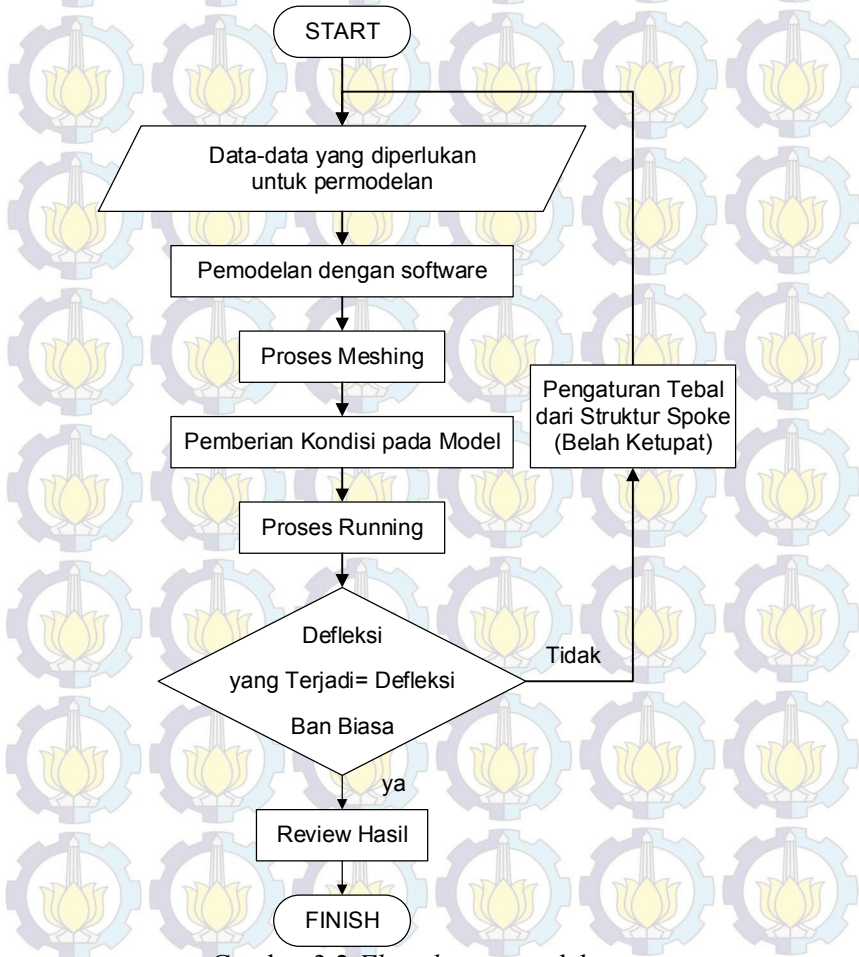 START
Data-data yang diperlukan
untuk permodelan
Pemodelan dengan software
Proses Meshing
Pengaturan Tebal
dari Struktur Spoke
(Belah Ketupat)
Pemberian Kondisi pada Model
Proses Running
Defleksi
yang Terjadi= Defleksi
Ban Biasa
Tidak
ya
Review Hasil
FINISH